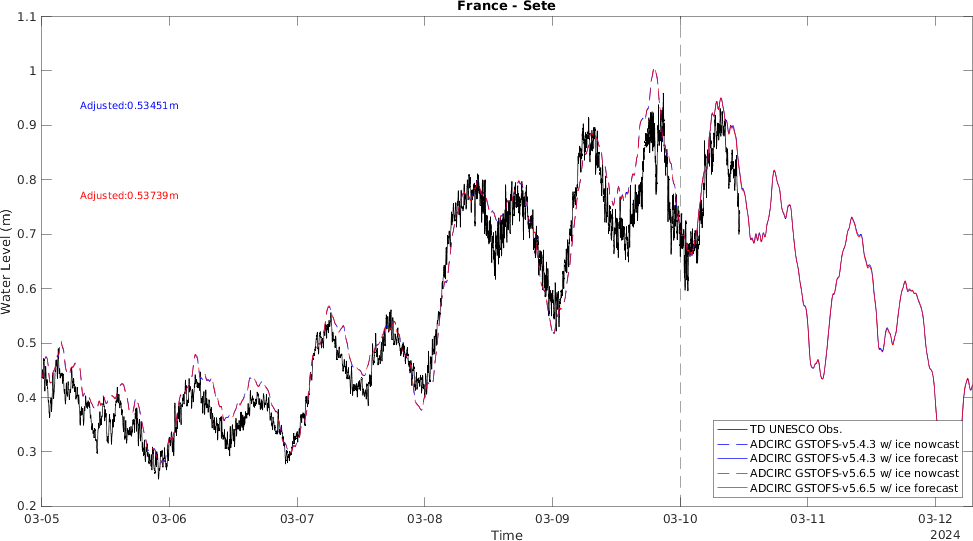 France - Sete
1.1
1
0.9
0.8
0.7
0.6
0.5
0.4
0.3
0.2
Water Level (m)
Adjusted:0.53451m
Adjusted:0.53739m
TD UNESCO Obs.
ADCIRC GSTOFS-v5.4.3 w/ ice nowcast
ADCIRC GSTOFS-v5.4.3 w/ ice forecast
ADCIRC GSTOFS-v5.6.5 w/ ice nowcast
ADCIRC GSTOFS-v5.6.5 w/ ice forecast
03-05 03-06 03-07 03-08 03-09 03-10 03-11 03-12
Time
2024